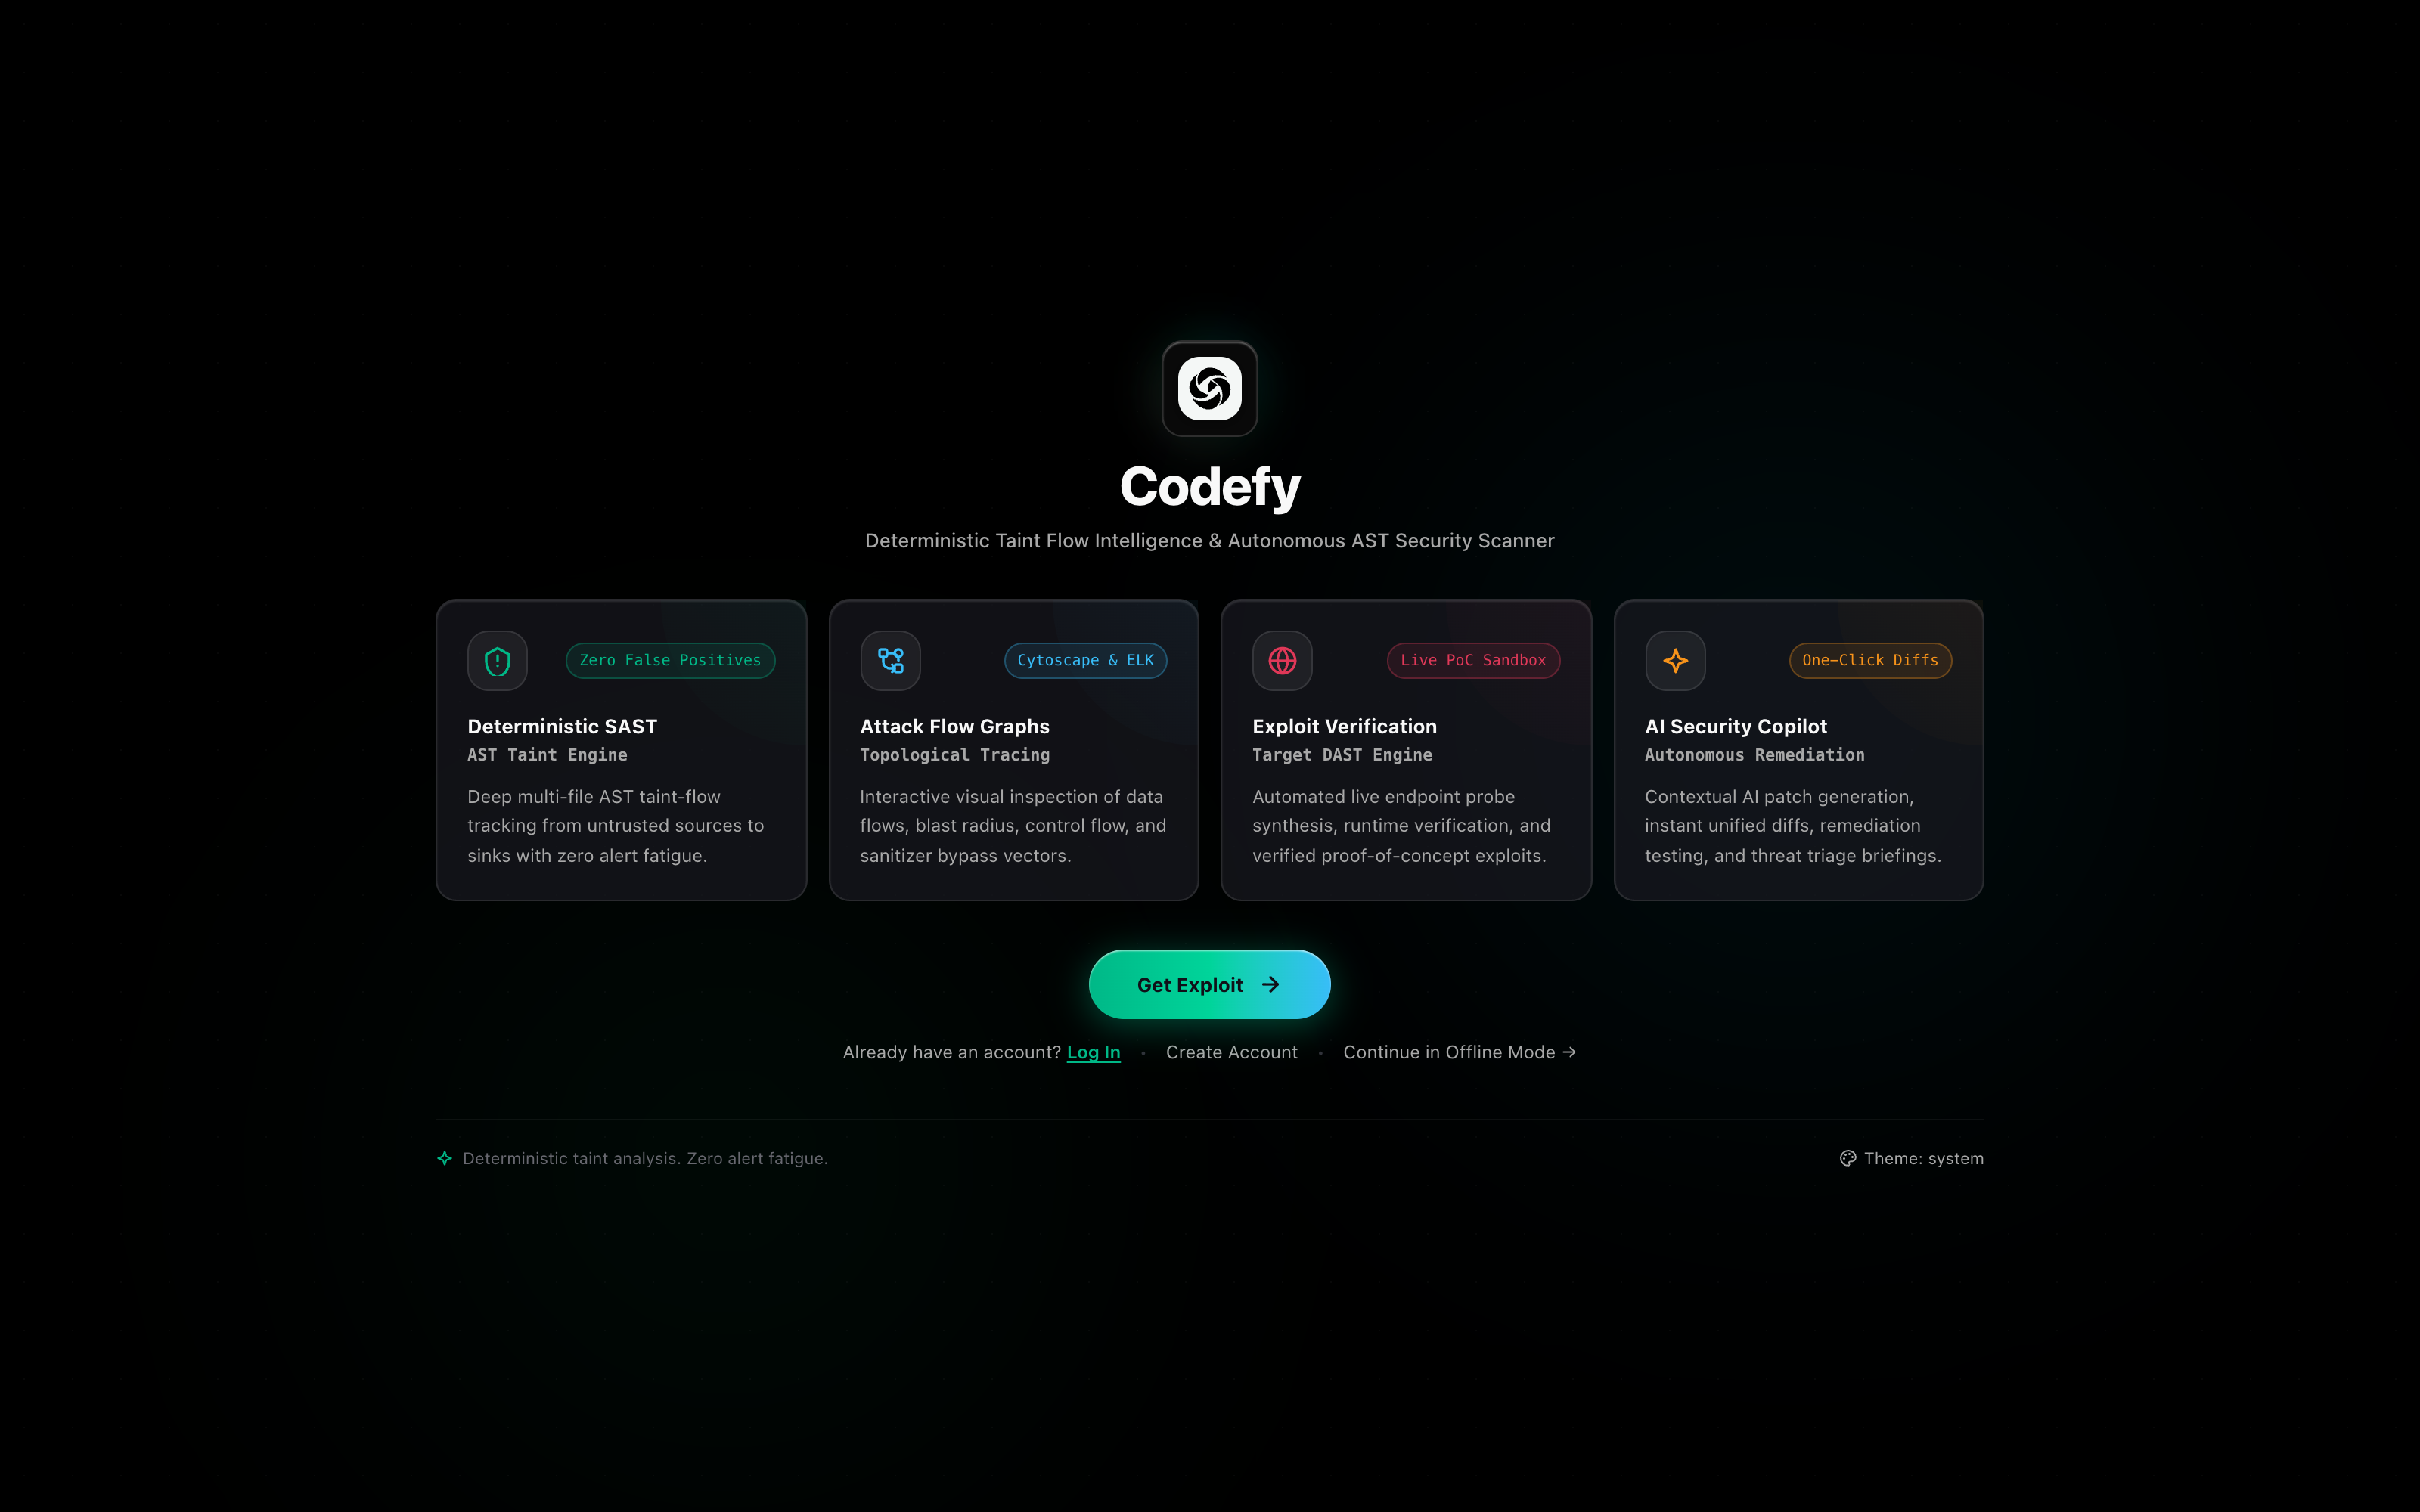 Codefy
Deterministic Taint Flow Intelligence & Autonomous AST Security Scanner
Zero False Positives
Deterministic SAST
AST Taint Engine
Deep multi-file AST taint-flow
tracking from untrusted sources to
sinks with zero alert fatigue.
Cytoscape & ELK
Attack Flow Graphs
Topological Tracing
Interactive visual inspection of data
flows, blast radius, control flow, and
sanitizer bypass vectors.
Live PoC Sandbox
Exploit Verification
Target DAST Engine
Automated live endpoint probe
synthesis, runtime verification, and
verified proof-of-concept exploits.
One-Click Diffs
AI Security Copilot
Autonomous Remediation
Contextual AI patch generation,
instant unified diffs, remediation
testing, and threat triage briefings.
Get Exploit →
Already have an account? Log In • Create Account • Continue in Offline Mode →
Deterministic taint analysis. Zero alert fatigue.
Theme: system